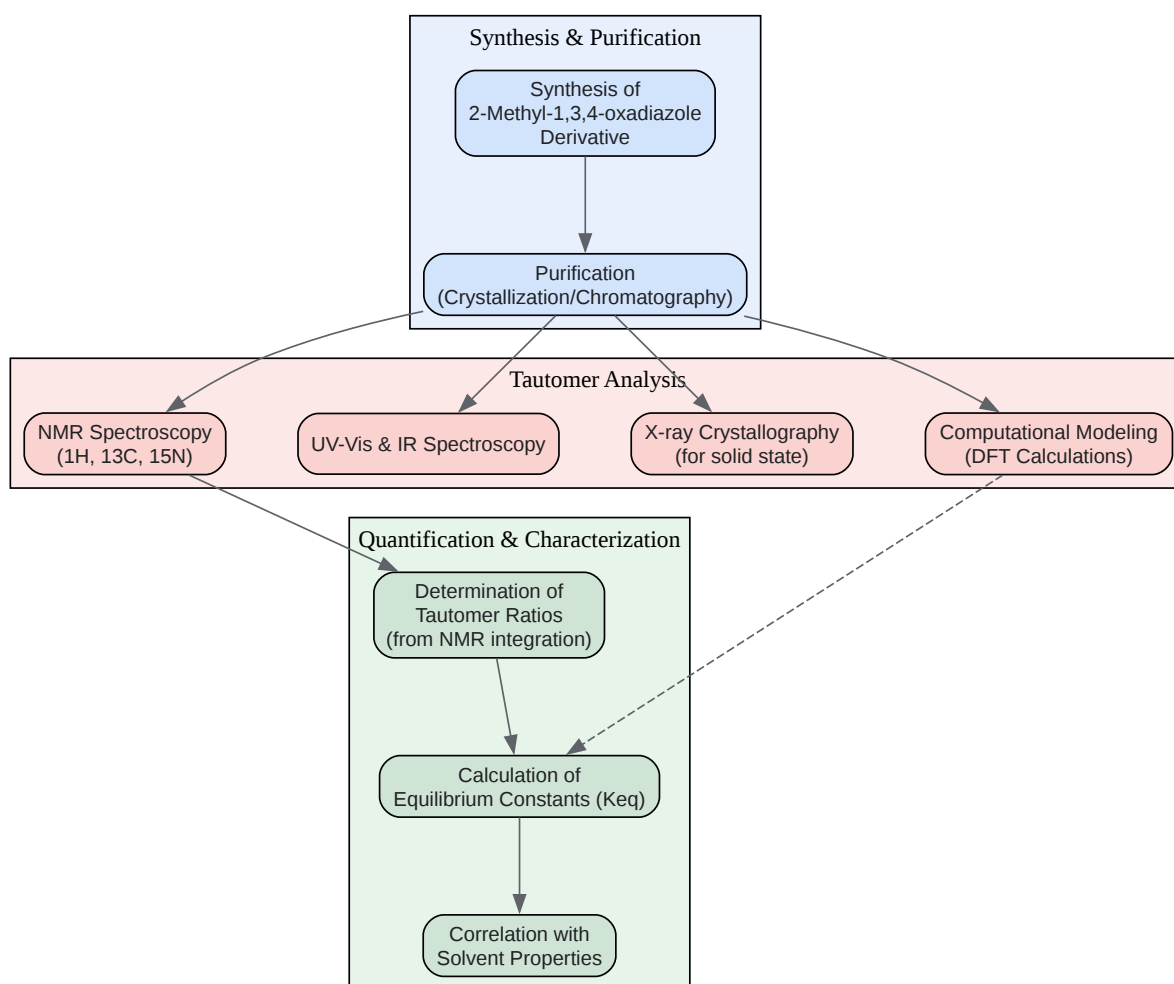 Synthesis & Purification
Synthesis of
2-Methyl-1,3,4-oxadiazole
Derivative
Purification
(Crystallization/Chromatography)
Tautomer Analysis
NMR Spectroscopy
(1H, 13C, 15N)
UV-Vis & IR Spectroscopy
X-ray Crystallography
(for solid state)
Computational Modeling
(DFT Calculations)
Quantification & Characterization
Determination of
Tautomer Ratios
(from NMR integration)
Calculation of
Equilibrium Constants (Keq)
Correlation with
Solvent Properties